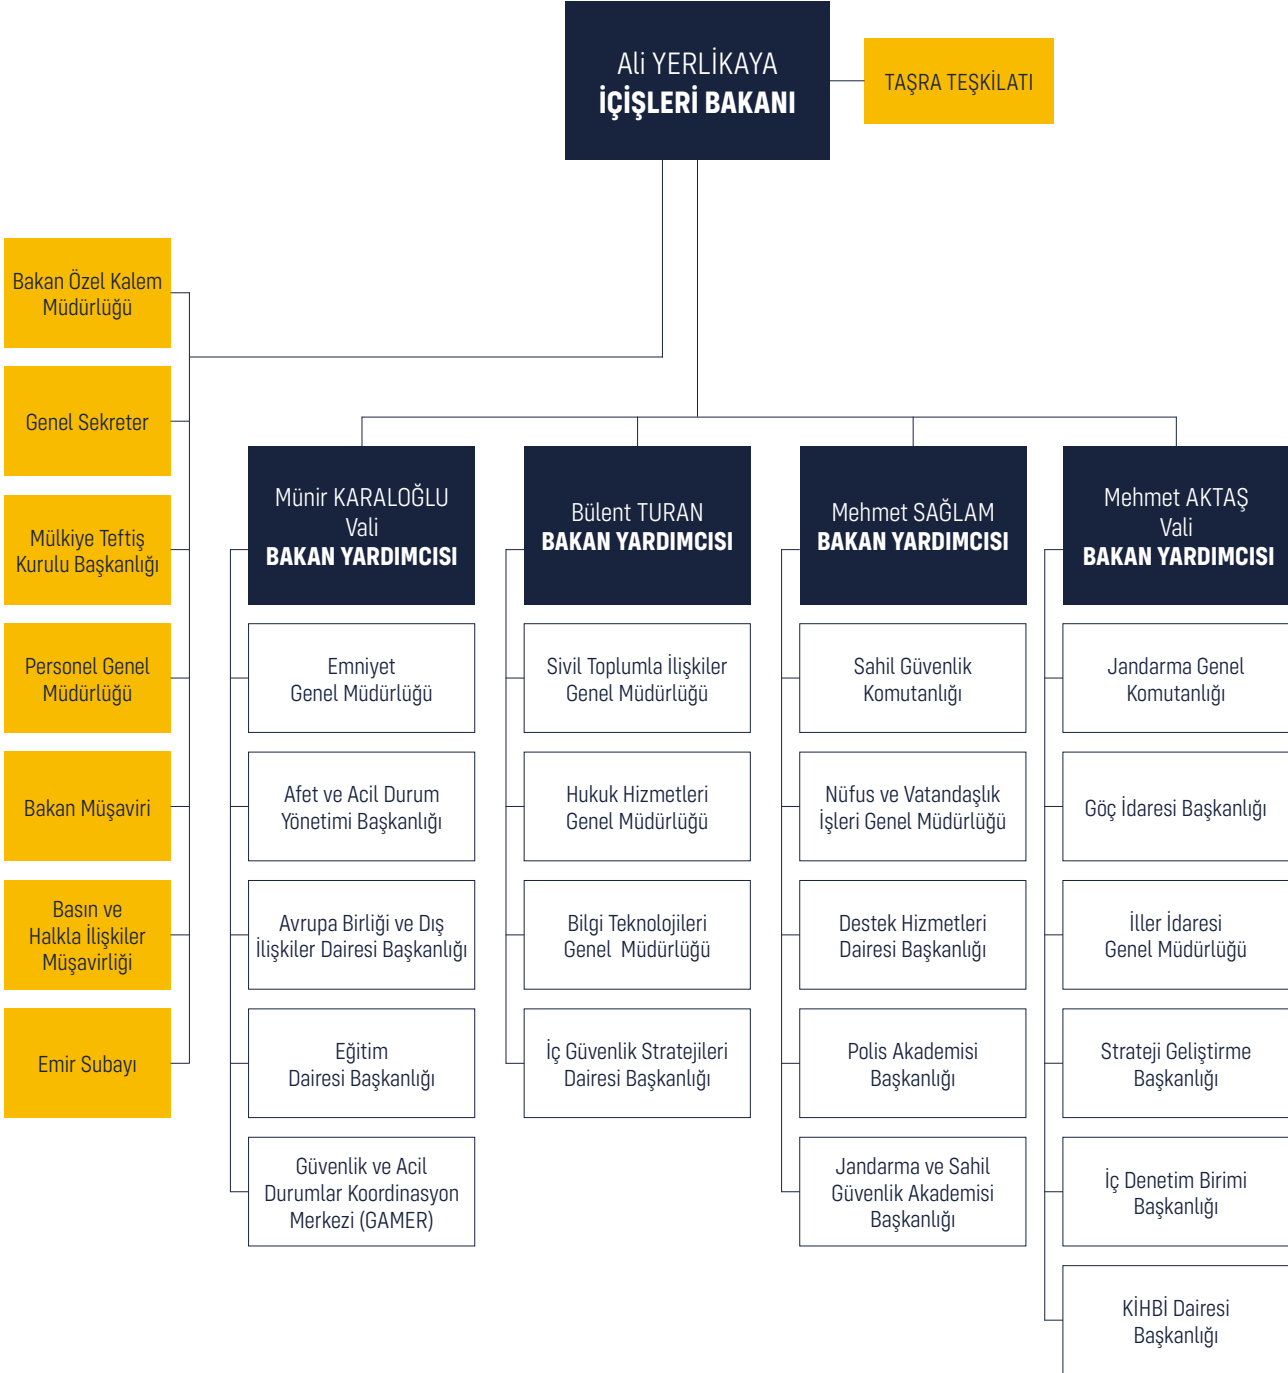 Ali YERLİKAYA
İÇİŞLERİ BAKANI
TAŞRA TEŞKİLATI
Bakan Özel Kalem
Müdürlüğü
Genel Sekreter
Mülkiye Teftiş
Kurulu Başkanlığı
Personel Genel
Müdürlüğü
Bakan Müşaviri
Basın ve
Halkla İlişkiler
Müşavirliği
Emir Subayı
Münir KARALOĞLU
Vali
BAKAN YARDIMCISI
Emniyet
Genel Müdürlüğü
Afet ve Acil Durum
Yönetimi Başkanlığı
Avrupa Birliği ve Dış
İlişkiler Dairesi Başkanlığı
Eğitim
Dairesi Başkanlığı
Güvenlik ve Acil
Durumlar Koordinasyon
Merkezi (GAMER)
Bülent TURAN
BAKAN YARDIMCISI
Sivil Toplumla İlişkiler
Genel Müdürlüğü
Hukuk Hizmetleri
Genel Müdürlüğü
Bilgi Teknolojileri
Genel Müdürlüğü
İç Güvenlik Stratejileri
Dairesi Başkanlığı
Mehmet SAĞLAM
BAKAN YARDIMCISI
Sahil Güvenlik
Komutanlığı
Nüfus ve Vatandaşlık
İşleri Genel Müdürlüğü
Destek Hizmetleri
Dairesi Başkanlığı
Polis Akademisi
Başkanlığı
Jandarma ve Sahil
Güvenlik Akademisi
Başkanlığı
Mehmet AKTAŞ
Vali
BAKAN YARDIMCISI
Jandarma Genel
Komutanlığı
Göç İdaresi Başkanlığı
İller İdaresi
Genel Müdürlüğü
Strateji Geliştirme
Başkanlığı
İç Denetim Birimi
Başkanlığı
KİHBİ Dairesi
Başkanlığı